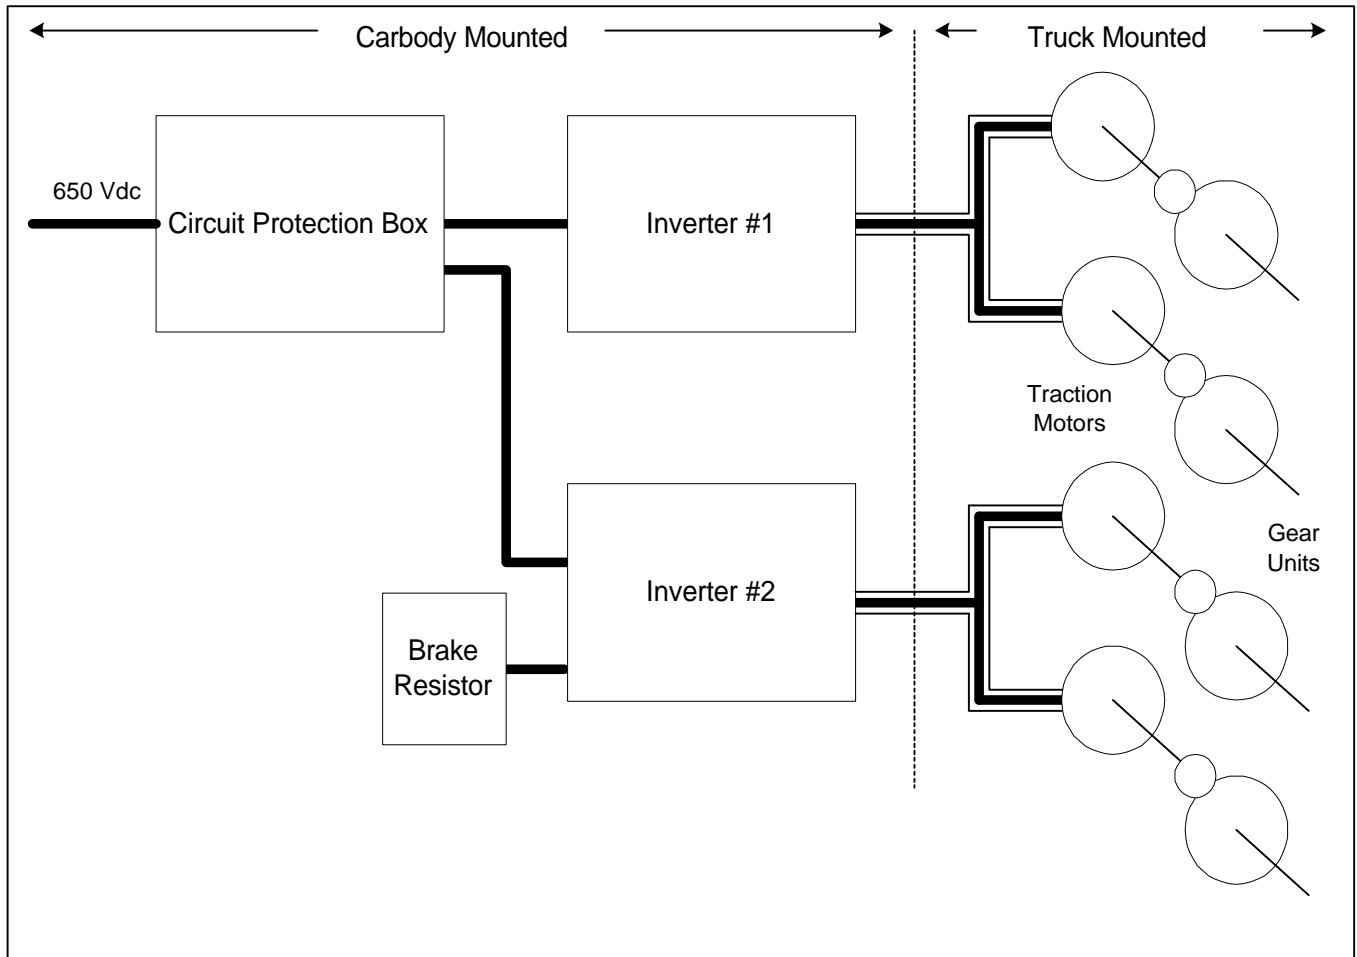 Carbody Mounted
Truck Mounted
650 Vdc
Circuit Protection Box
Inverter #1
Traction
Motors
Gear
Units
Inverter #2
Brake
Resistor